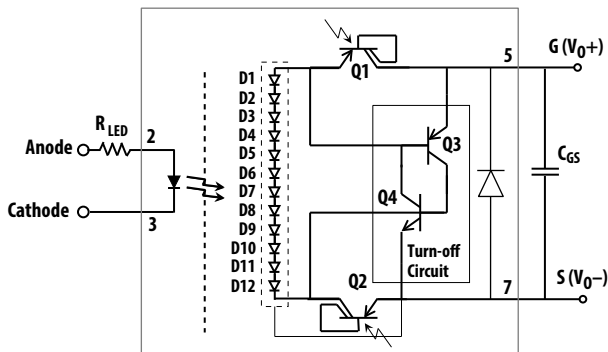 5
G (V0+)
Q1
D1
D2
D3
D4
D5
D6
D7
D8
D9
D10
D11
D12
RLED
2
Anode
Cathode
3
Q3
Q4
CGS
Turn-off
Circuit
Q2
7
S (V0–)